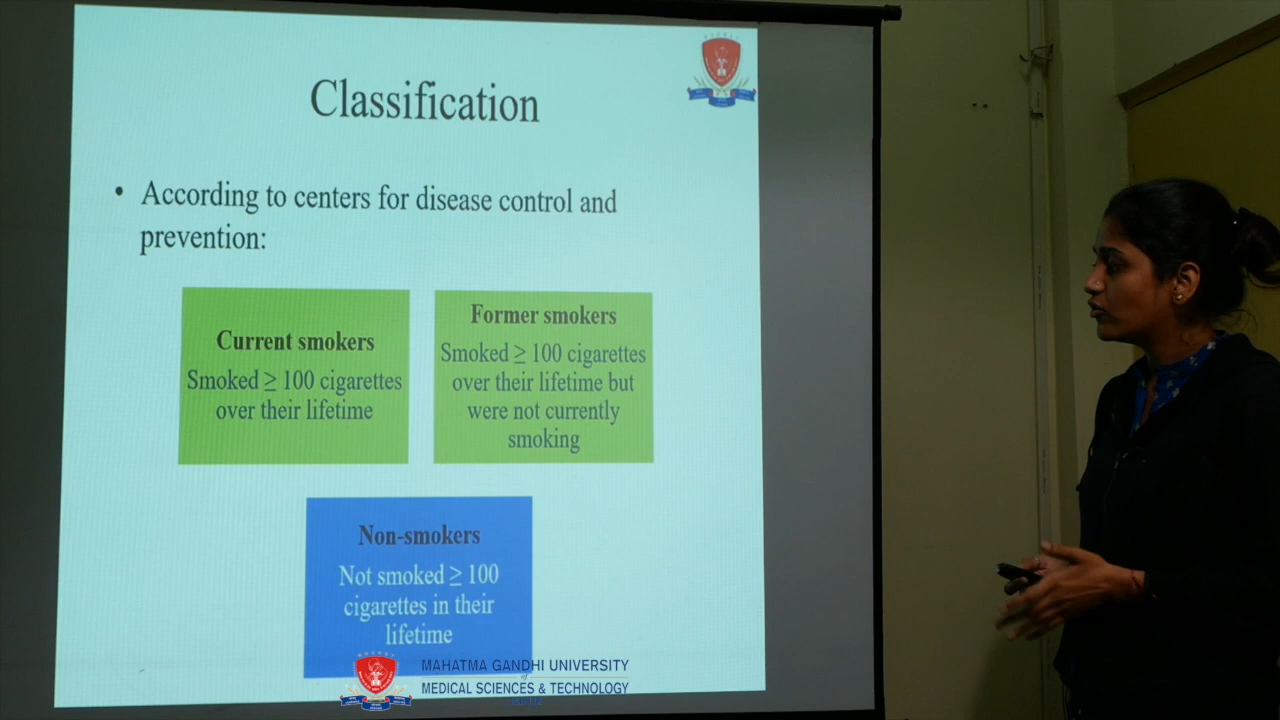 Classification
• According to centers for disease control and
prevention:
Current smokers
Smoked ≥ 100 cigarettes
over their lifetime
Former smokers
Smoked ≥ 100 cigarettes
over their lifetime but
were not currently
smoking
Non-smokers
Not smoked ≥ 100
cigarettes in their
lifetime
MAHATMA GANDHI UNIVERSITY
of
MEDICAL SCIENCES & TECHNOLOGY